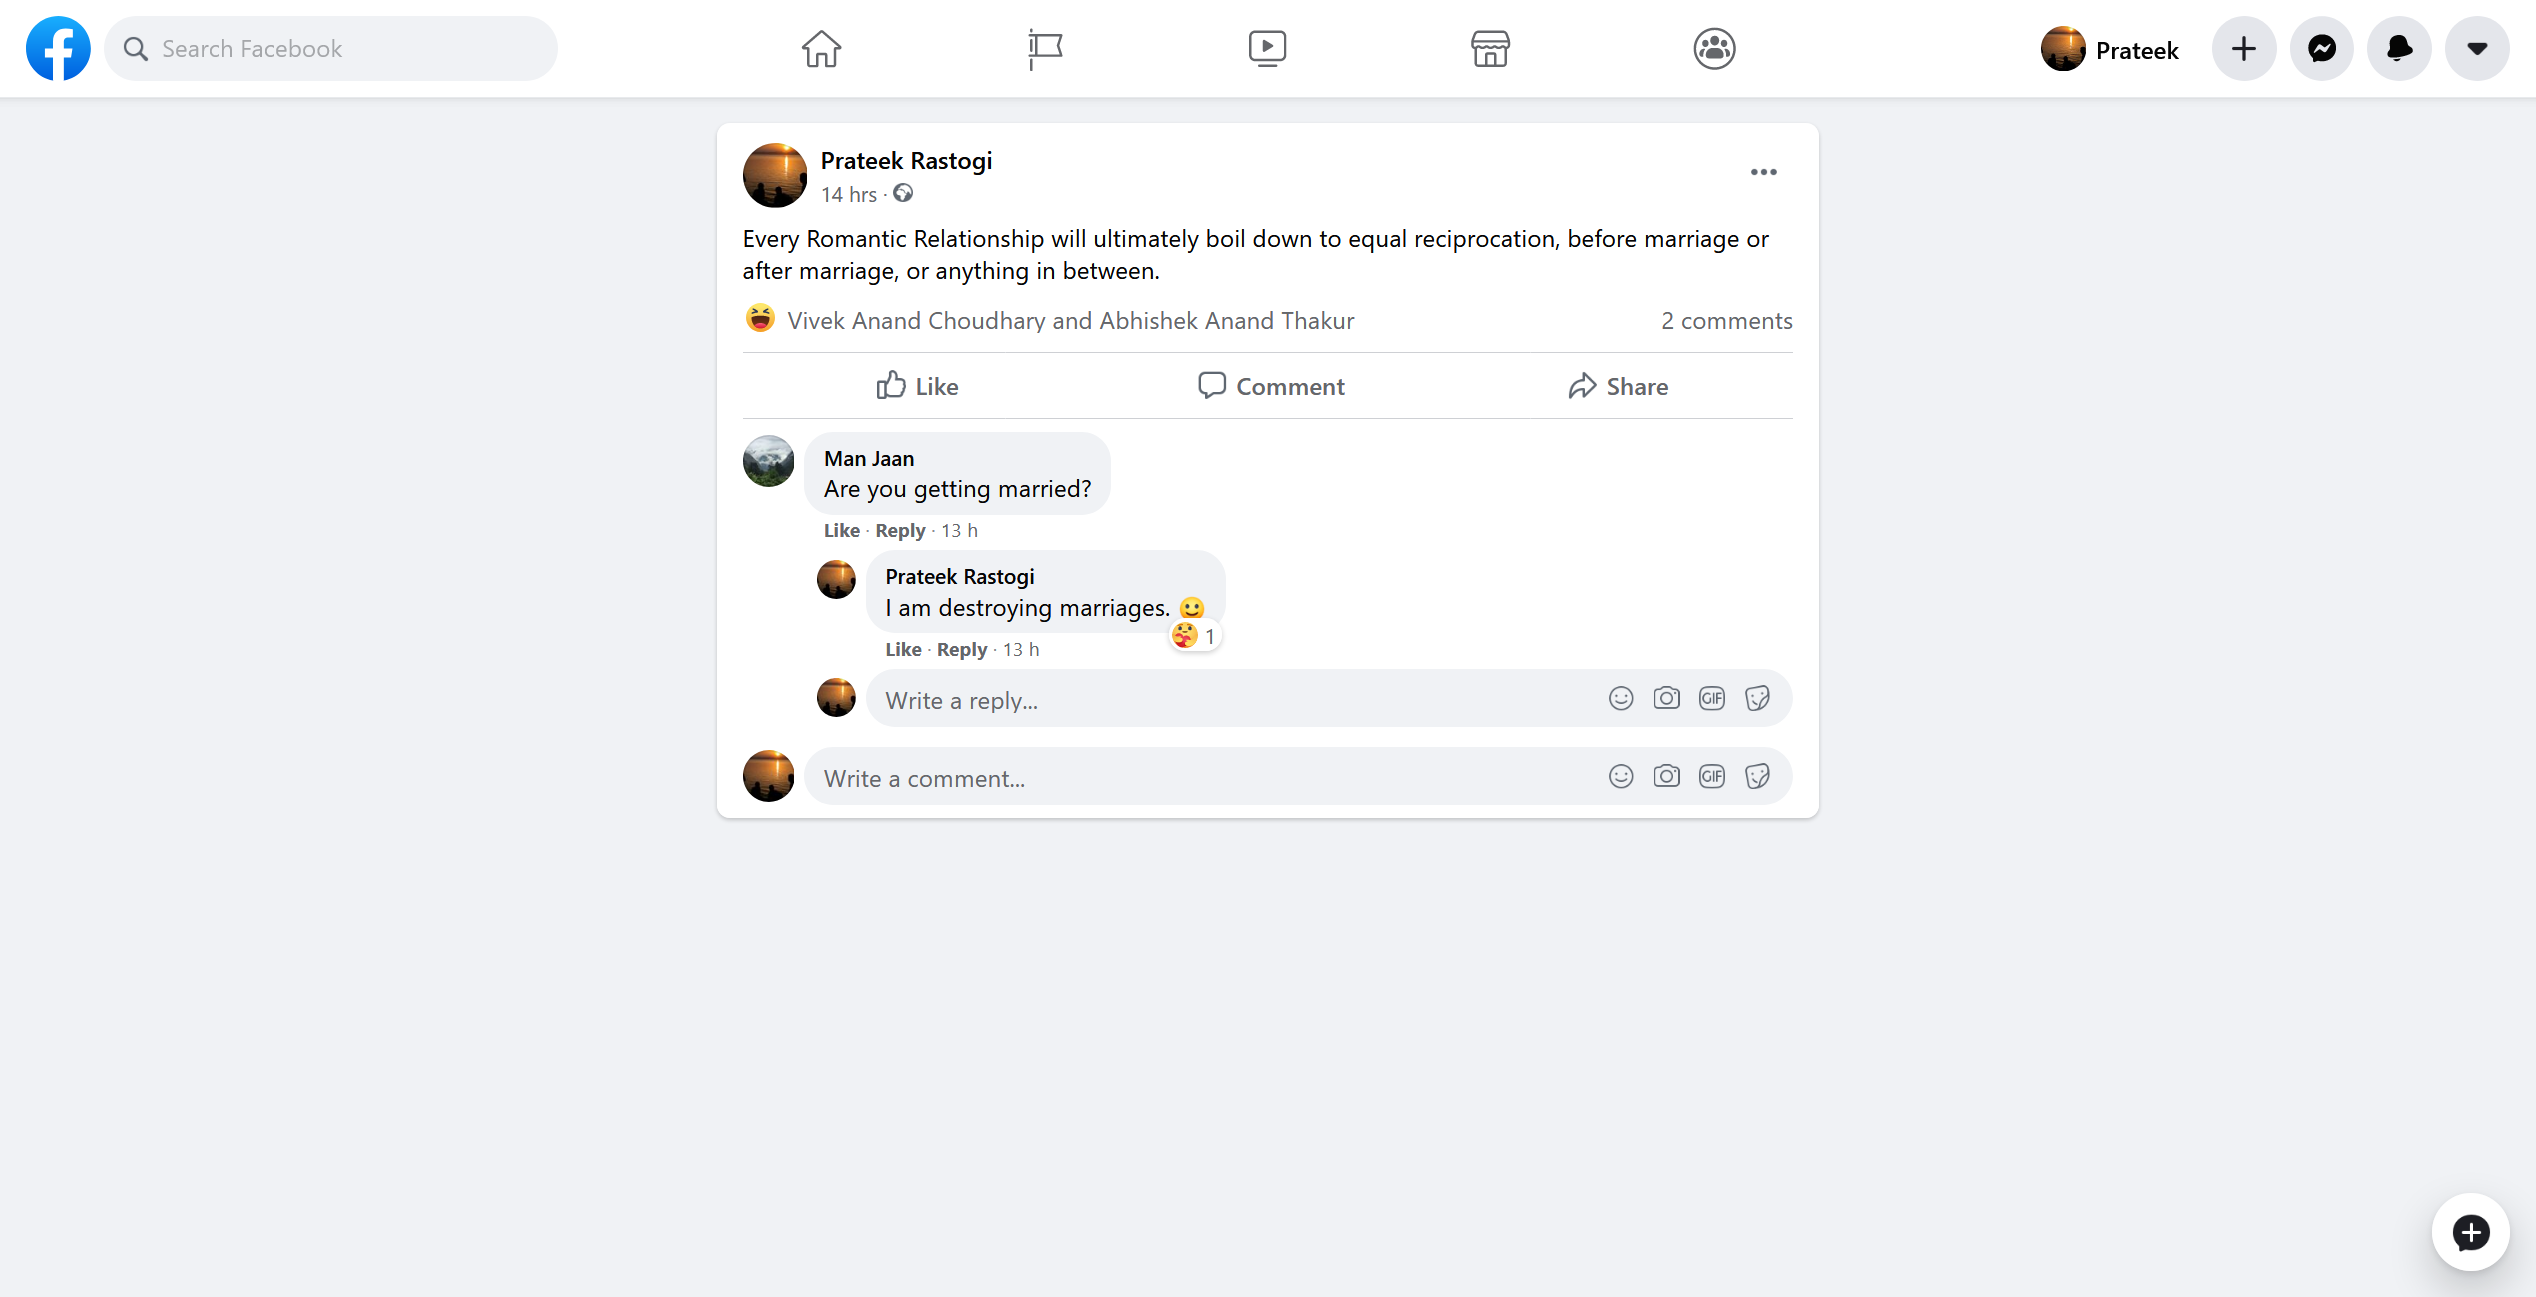 Search Facebook
Prateek
Prateek Rastogi
14 hrs ·
Every Romantic Relationship will ultimately boil down to equal reciprocation, before marriage or
after marriage, or anything in between.
Vivek Anand Choudhary and Abhishek Anand Thakur 2 comments
Like Comment Share
Man Jaan
Are you getting married?
Like · Reply · 13 h
Prateek Rastogi
I am destroying marriages. 🙂
1
Like · Reply · 13 h
Write a reply...
GIF
Write a comment...
GIF